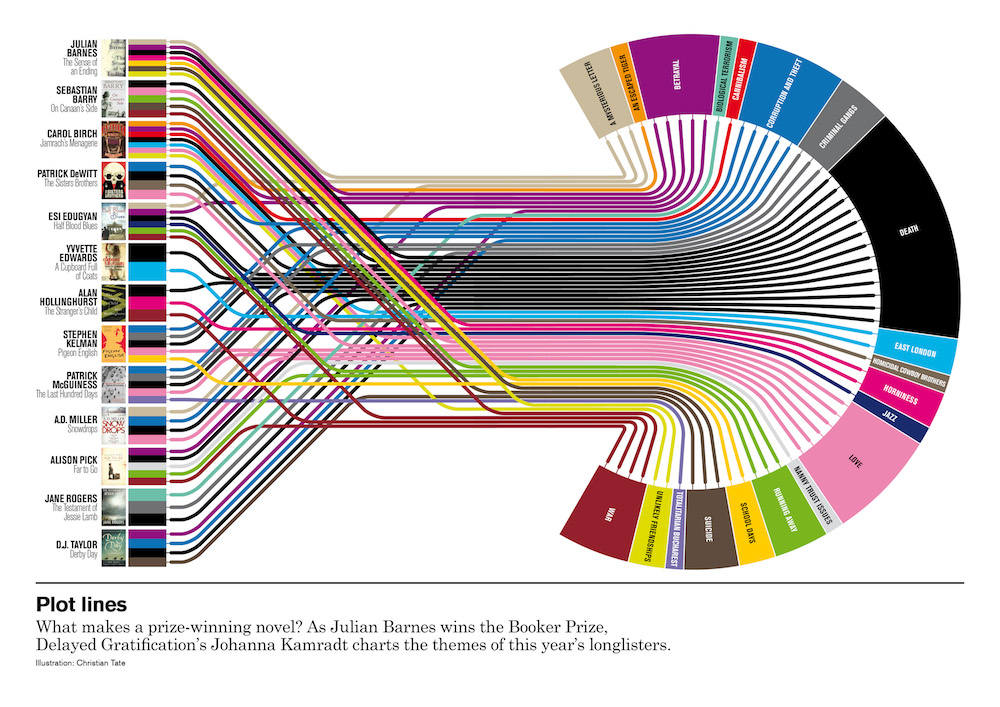 JULIAN
BARNES
The Sense of
an Ending
SEBASTIAN
BARRY
On Canaan's Side
CAROL BIRCH
Jamrach's Menagerie
PATRICK DeWITT
The Sisters Brothers
ESI EDUGYAN
Half Blood Blues
YVVETTE
EDWARDS
A Cupboard Full
of Coats
ALAN
HOLLINGHURST
The Stranger's Child
STEPHEN
KELMAN
Pigeon English
PATRICK
McGUINESS
The Last Hundred Days
A.D. MILLER
Snowdrops
SNOW
DROPS
ALISON PICK
Far to Go
JANE ROGERS
The Testament of
Jessie Lamb
D.J. TAYLOR
Derby Day
A MYSTERIOUS LETTER
AN ESCAPED TIGER
BETRAYAL
BIOLOGICAL TERRORISM
CANNIBALISM
CORRUPTION AND THEFT
CRIMINAL GANGS
DEATH
EAST LONDON
HOMICIDAL COWBOY BROTHERS
HORNINESS
JAZZ
LOVE
NANNY TRUST ISSUES
RUNNING AWAY
SCHOOL DAYS
SUICIDE
TOTALITARIAN BUCHAREST
UNLIKELY FRIENDSHIPS
WAR
Plot lines
What makes a prize-winning novel? As Julian Barnes wins the Booker Prize,
Delayed Gratification's Johanna Kamradt charts the themes of this year's longlisters.
Illustration: Christian Tate